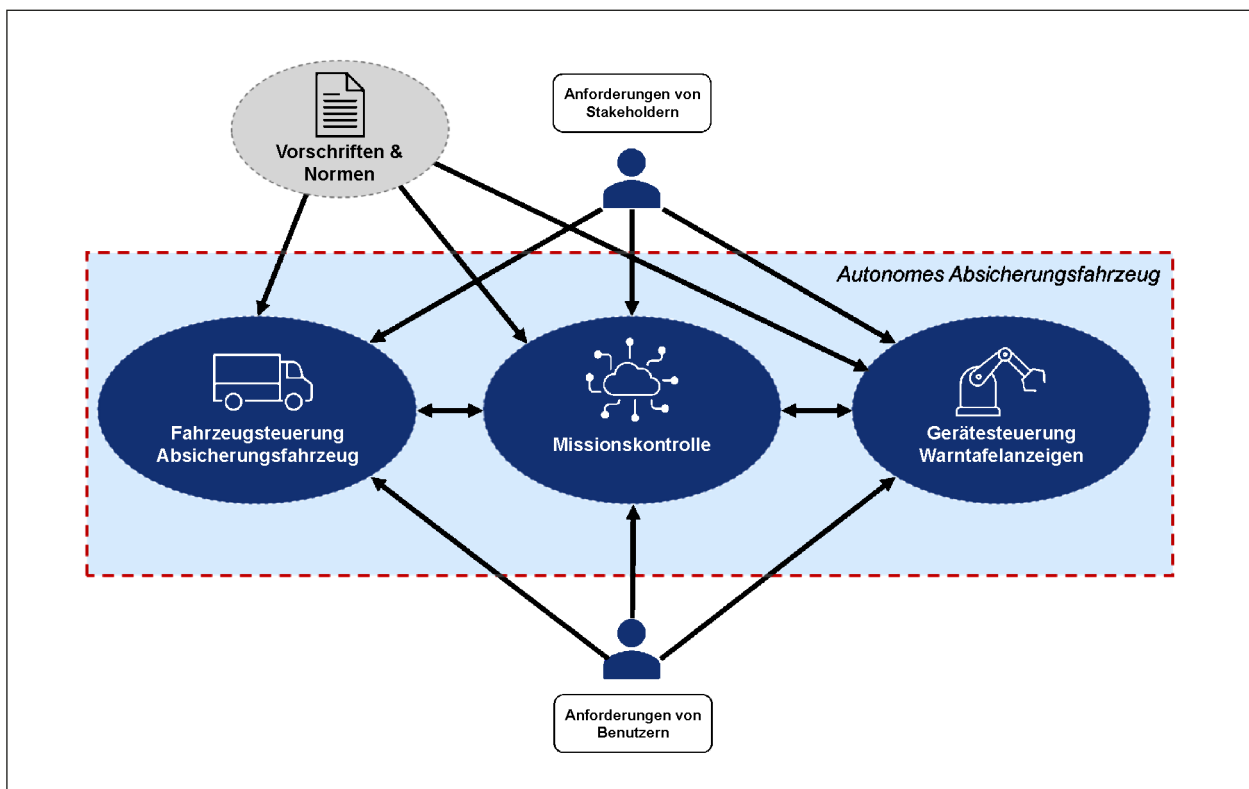 Anforderungen von
Stakeholdern
Vorschriften &
Normen
Autonomes Absicherungsfahrzeug
Fahrzeugsteuerung
Absicherungsfahrzeug
Missionskontrolle
Gerätesteuerung
Warntafelanzeigen
Anforderungen von
Benutzern